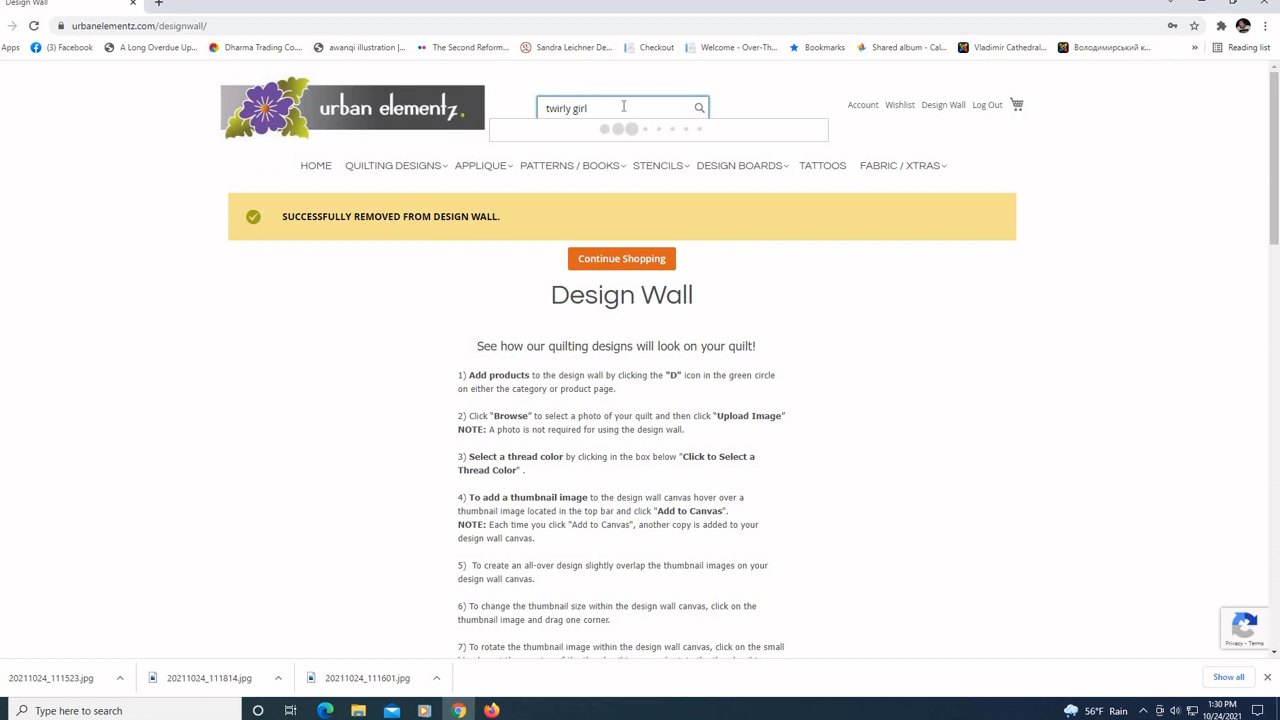 Design Wall
urbanelementz.com/designwall/
Apps (3) Facebook A Long Overdue Up... Dharma Trading Co... awanqi illustration |... The Second Reform... Sandra Leichner De... Checkout Welcome - Over-Th... Bookmarks Shared album - Cal... Vladimir Cathedral... Володимирський к... » Reading list
urban elementz.
twirly girl
Account Wishlist Design Wall Log Out
HOME QUILTING DESIGNS APPLIQUE PATTERNS / BOOKS STENCILS DESIGN BOARDS TATTOOS FABRIC / XTRAS
SUCCESSFULLY REMOVED FROM DESIGN WALL.
Continue Shopping
Design Wall
See how our quilting designs will look on your quilt!
1) Add products to the design wall by clicking the "D" icon in the green circle
on either the category or product page.
2) Click "Browse" to select a photo of your quilt and then click "Upload Image"
NOTE: A photo is not required for using the design wall.
3) Select a thread color by clicking in the box below "Click to Select a
Thread Color" .
4) To add a thumbnail image to the design wall canvas hover over a
thumbnail image located in the top bar and click "Add to Canvas".
NOTE: Each time you click "Add to Canvas", another copy is added to your
design wall canvas.
5) To create an all-over design slightly overlap the thumbnail images on your
design wall canvas.
6) To change the thumbnail size within the design wall canvas, click on the
thumbnail image and drag one corner.
7) To rotate the thumbnail image within the design wall canvas, click on the small
Privacy - Terms
20211024_111523.jpg 20211024_111814.jpg 20211024_111601.jpg Show all
Type here to search
56°F Rain
1:30 PM
10/24/2021